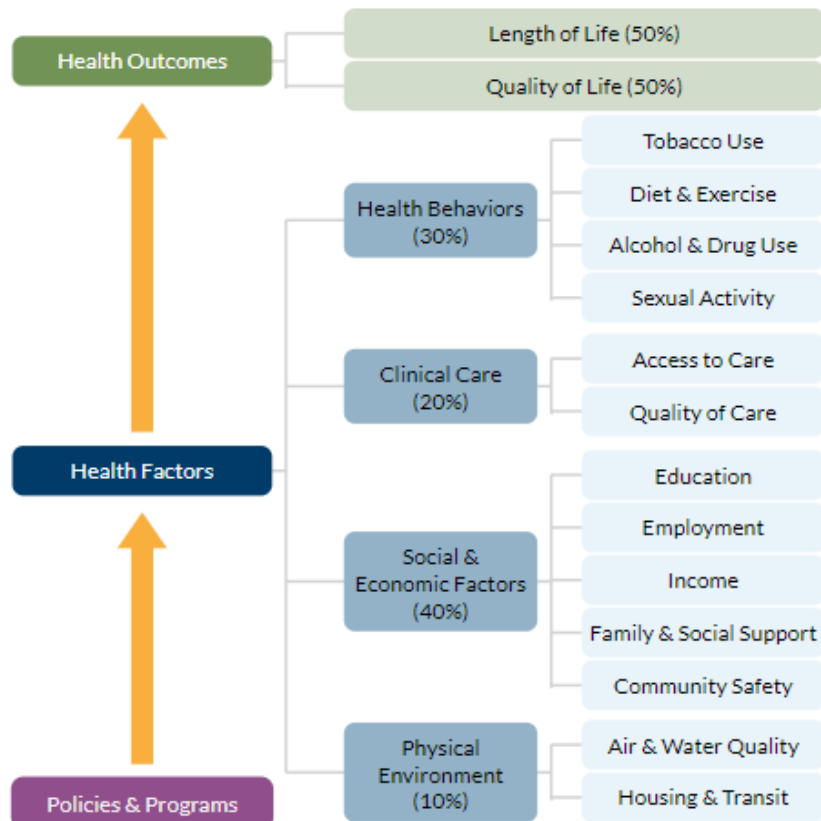 Health Outcomes
Length of Life (50%)
Quality of Life (50%)
Health Factors
Health Behaviors
(30%)
Tobacco Use
Diet & Exercise
Alcohol & Drug Use
Sexual Activity
Clinical Care
(20%)
Access to Care
Quality of Care
Social &
Economic Factors
(40%)
Education
Employment
Income
Family & Social Support
Community Safety
Physical
Environment
(10%)
Air & Water Quality
Housing & Transit
Policies & Programs